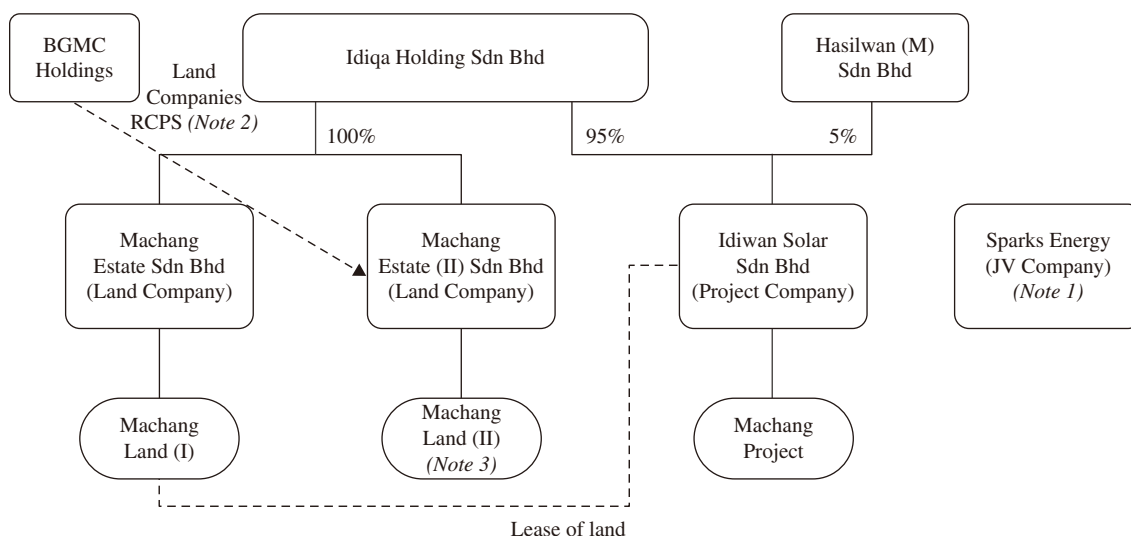 BGMC
Holdings
Idiqa Holding Sdn Bhd
Hasilwan (M)
Sdn Bhd
Land
Companies
RCPS (Note 2)
100%
95%
5%
Machang
Estate Sdn Bhd
(Land Company)
Machang
Estate (II) Sdn Bhd
(Land Company)
Idiwan Solar
Sdn Bhd
(Project Company)
Sparks Energy
(JV Company)
(Note 1)
Machang
Land (I)
Machang
Land (II)
(Note 3)
Machang
Project
Lease of land